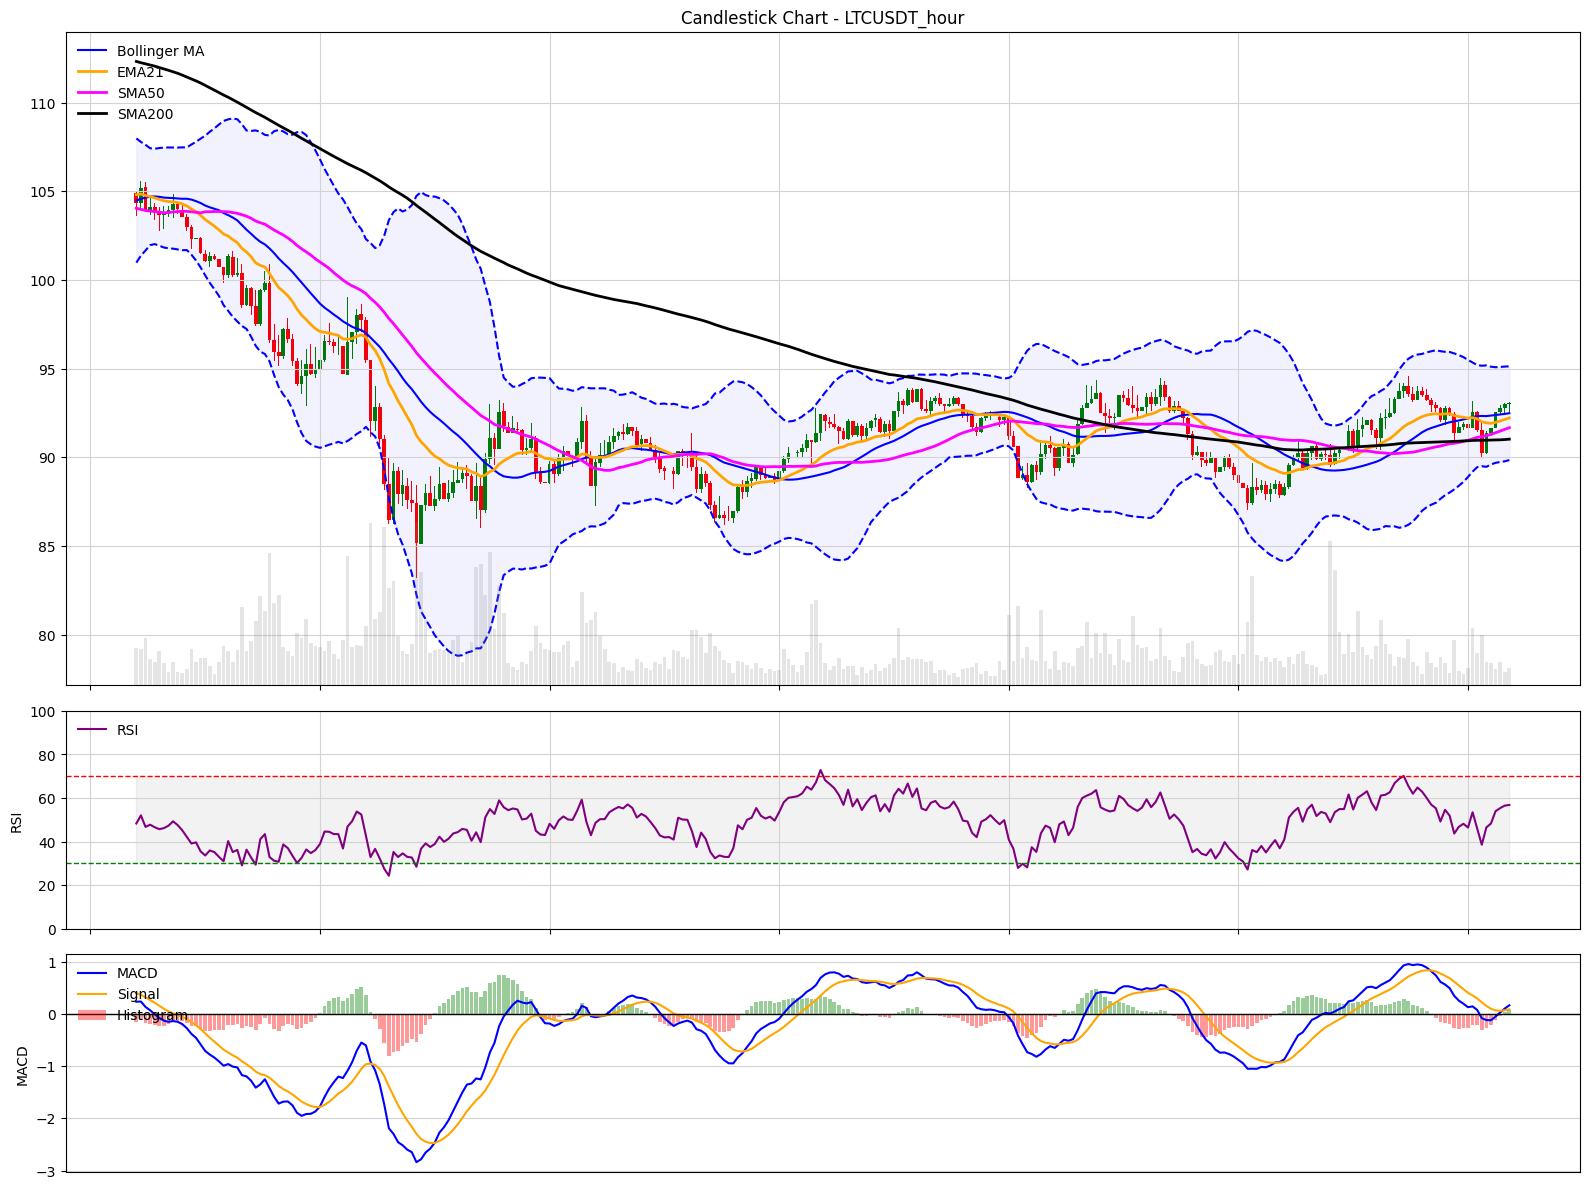 Candlestick Chart - LTCUSDT_hour
Bollinger MA
EMA21
SMA50
SMA200
110
105
100
95
90
85
80
100
80
60
40
20
0
RSI
RSI
1
0
−1
−2
−3
MACD
MACD
Signal
Histogram